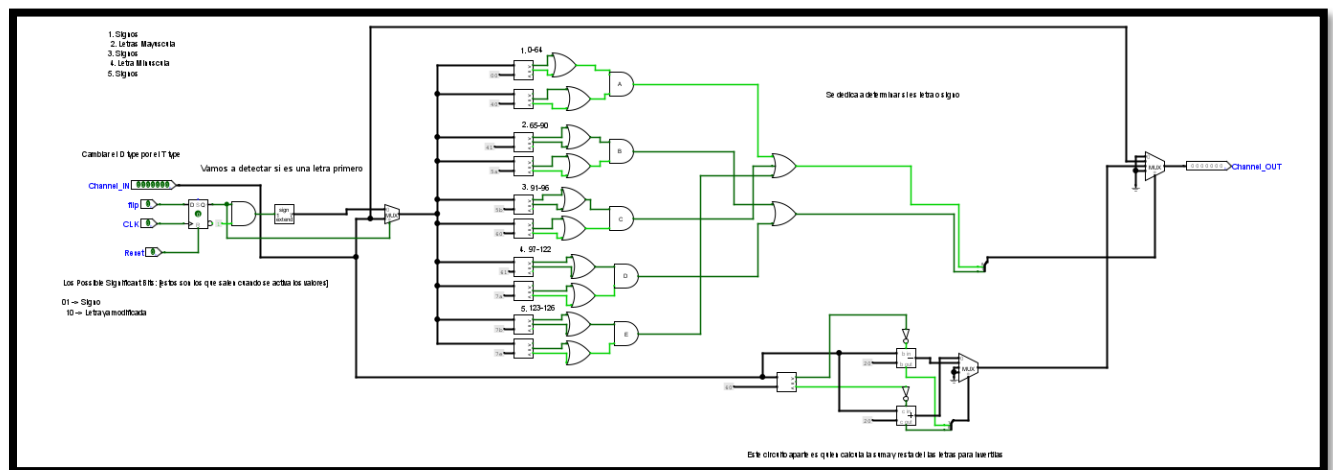 1. Signos
2. Letras Mayuscula
3. Signos
4. Letra Minuscula
5. Signos
Cambiar el D type por el T type
Vamos a detectar si es una letra primero
Channel_IN
flip
CLK
Reset
D S Q
sign
extend
MUX
Los Possible Significant Bits: [estos son los que salen cuando se activa los valores]
01 -> Signo
10 -> Letra ya modificada
1. 0-64
A
2. 65-90
B
3. 91-96
C
4. 97-122
D
5. 123-126
E
Se dedica a determinar si es letra o signo
MUX
Channel_OUT
MUX
Este circuito aparte es quien calcula la suma y resta del las letras para invertilas